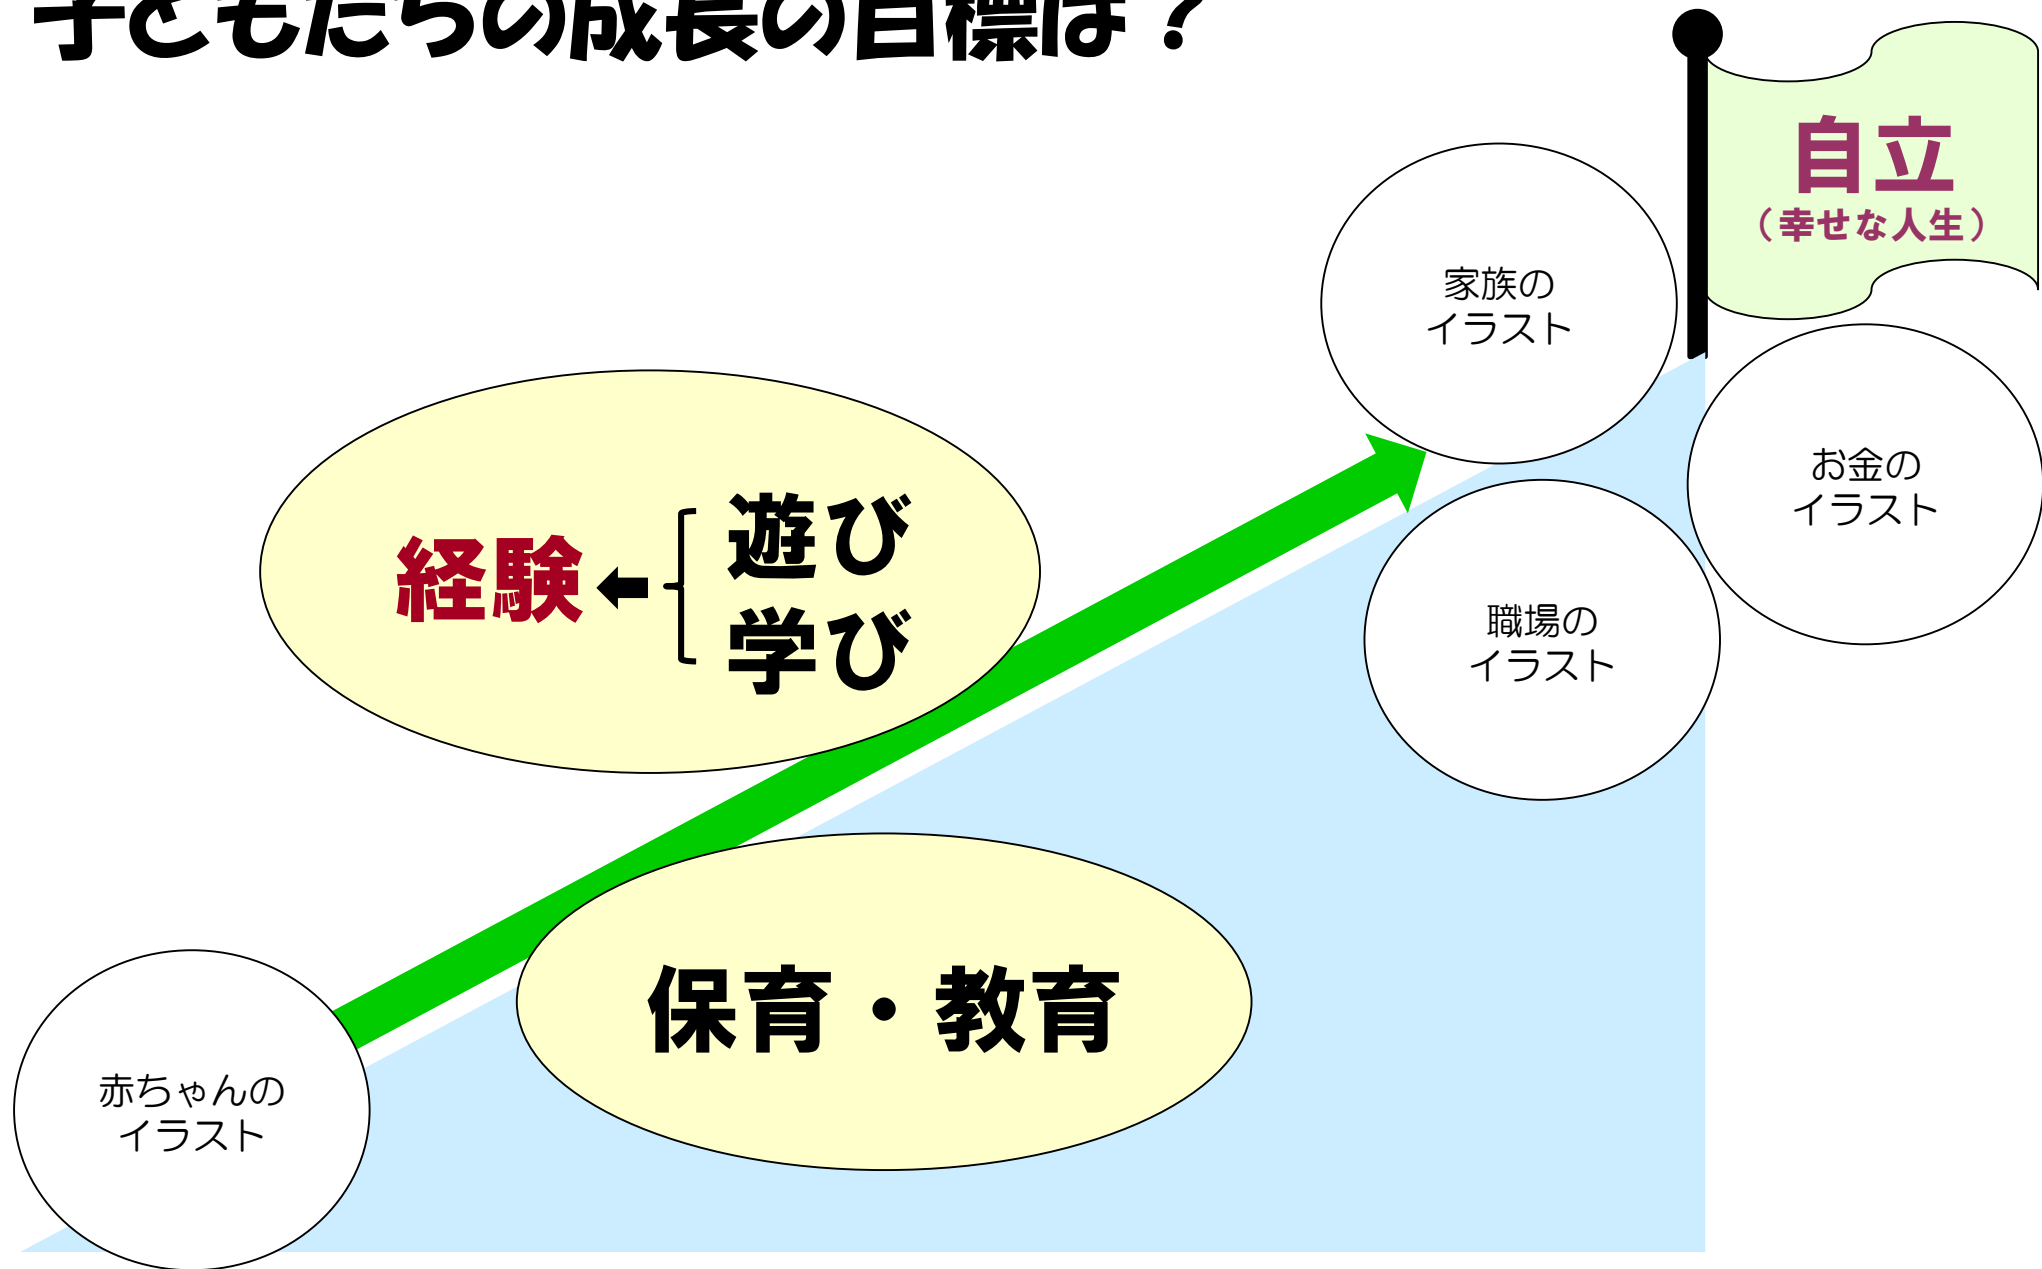 子どもたちの成長の目標は？
自立
（幸せな人生）
家族の
イラスト
お金の
イラスト
経験
遊び
学び
職場の
イラスト
保育・教育
赤ちゃんの
イラスト